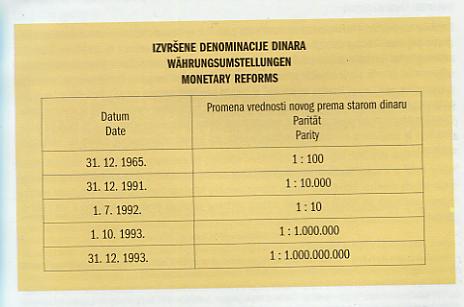 IZVRŠENE DENOMINACIJE DINARA
WÄHRUNGSUMSTELLUNGEN
MONETARY REFORMS
Datum
Date
Promena vrednosti novog prema starom dinaru
Parität
Parity
31. 12. 1965. 1 : 100
31. 12. 1991. 1 : 10.000
1. 7. 1992. 1 : 10
1. 10. 1993. 1 : 1.000.000
31. 12. 1993. 1 : 1.000.000.000